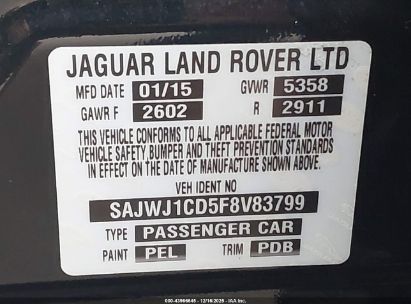 JAGUAR LAND ROVER LTD
MFD DATE 01/15 GVWR 5358
GAWR F 2602 R 2911
THIS VEHICLE CONFORMS TO ALL APPLICABLE FEDERAL MOTOR
VEHICLE SAFETY, BUMPER AND THEFT PREVENTION STANDARDS
IN EFFECT ON THE DATE OF MANUFACTURE SHOWN ABOVE.
VEH IDENT NO
SAJWJ1CD5F8V83799
TYPE PASSENGER CAR
PAINT PEL TRIM PDB